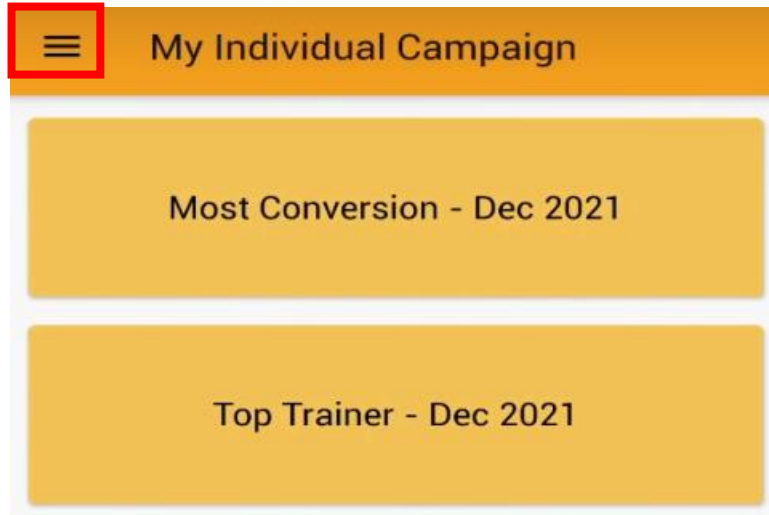 My Individual Campaign
Most Conversion - Dec 2021
Top Trainer - Dec 2021